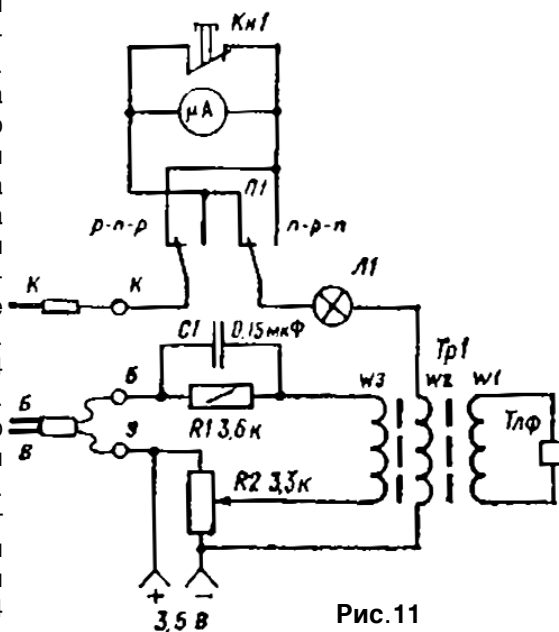 Кн1
μA
П1
p-n-p
n-p-n
К
К
Л1
С1
0,15мкФ
Тр1
Б
W3
W2
W1
Б
В
Э
R1 3,6к
Тлф
R2 3,3к
+
−
3,5 В
Рис.11